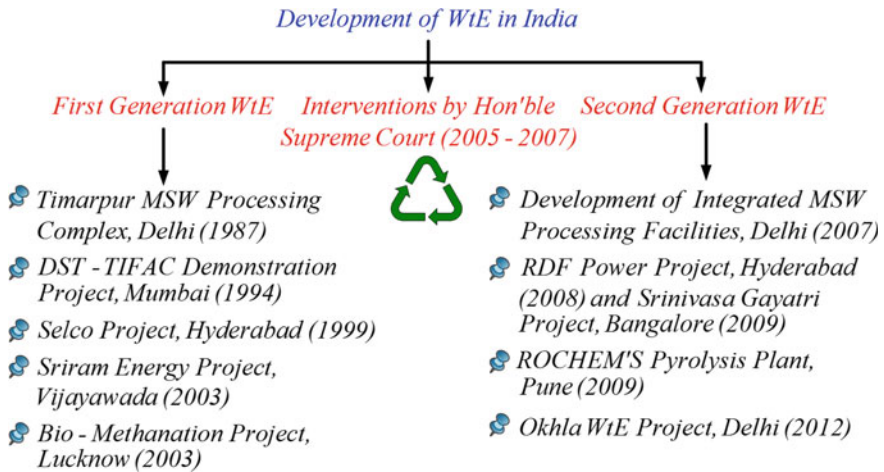 Development of WtE in India
First Generation WtE
Interventions by Hon'ble
Supreme Court (2005 - 2007)
Second Generation WtE
Timarpur MSW Processing
Complex, Delhi (1987)
DST - TIFAC Demonstration
Project, Mumbai (1994)
Selco Project, Hyderabad (1999)
Sriram Energy Project,
Vijayawada (2003)
Bio - Methanation Project,
Lucknow (2003)
Development of Integrated MSW
Processing Facilities, Delhi (2007)
RDF Power Project, Hyderabad
(2008) and Srinivasa Gayatri
Project, Bangalore (2009)
ROCHEM'S Pyrolysis Plant,
Pune (2009)
Okhla WtE Project, Delhi (2012)